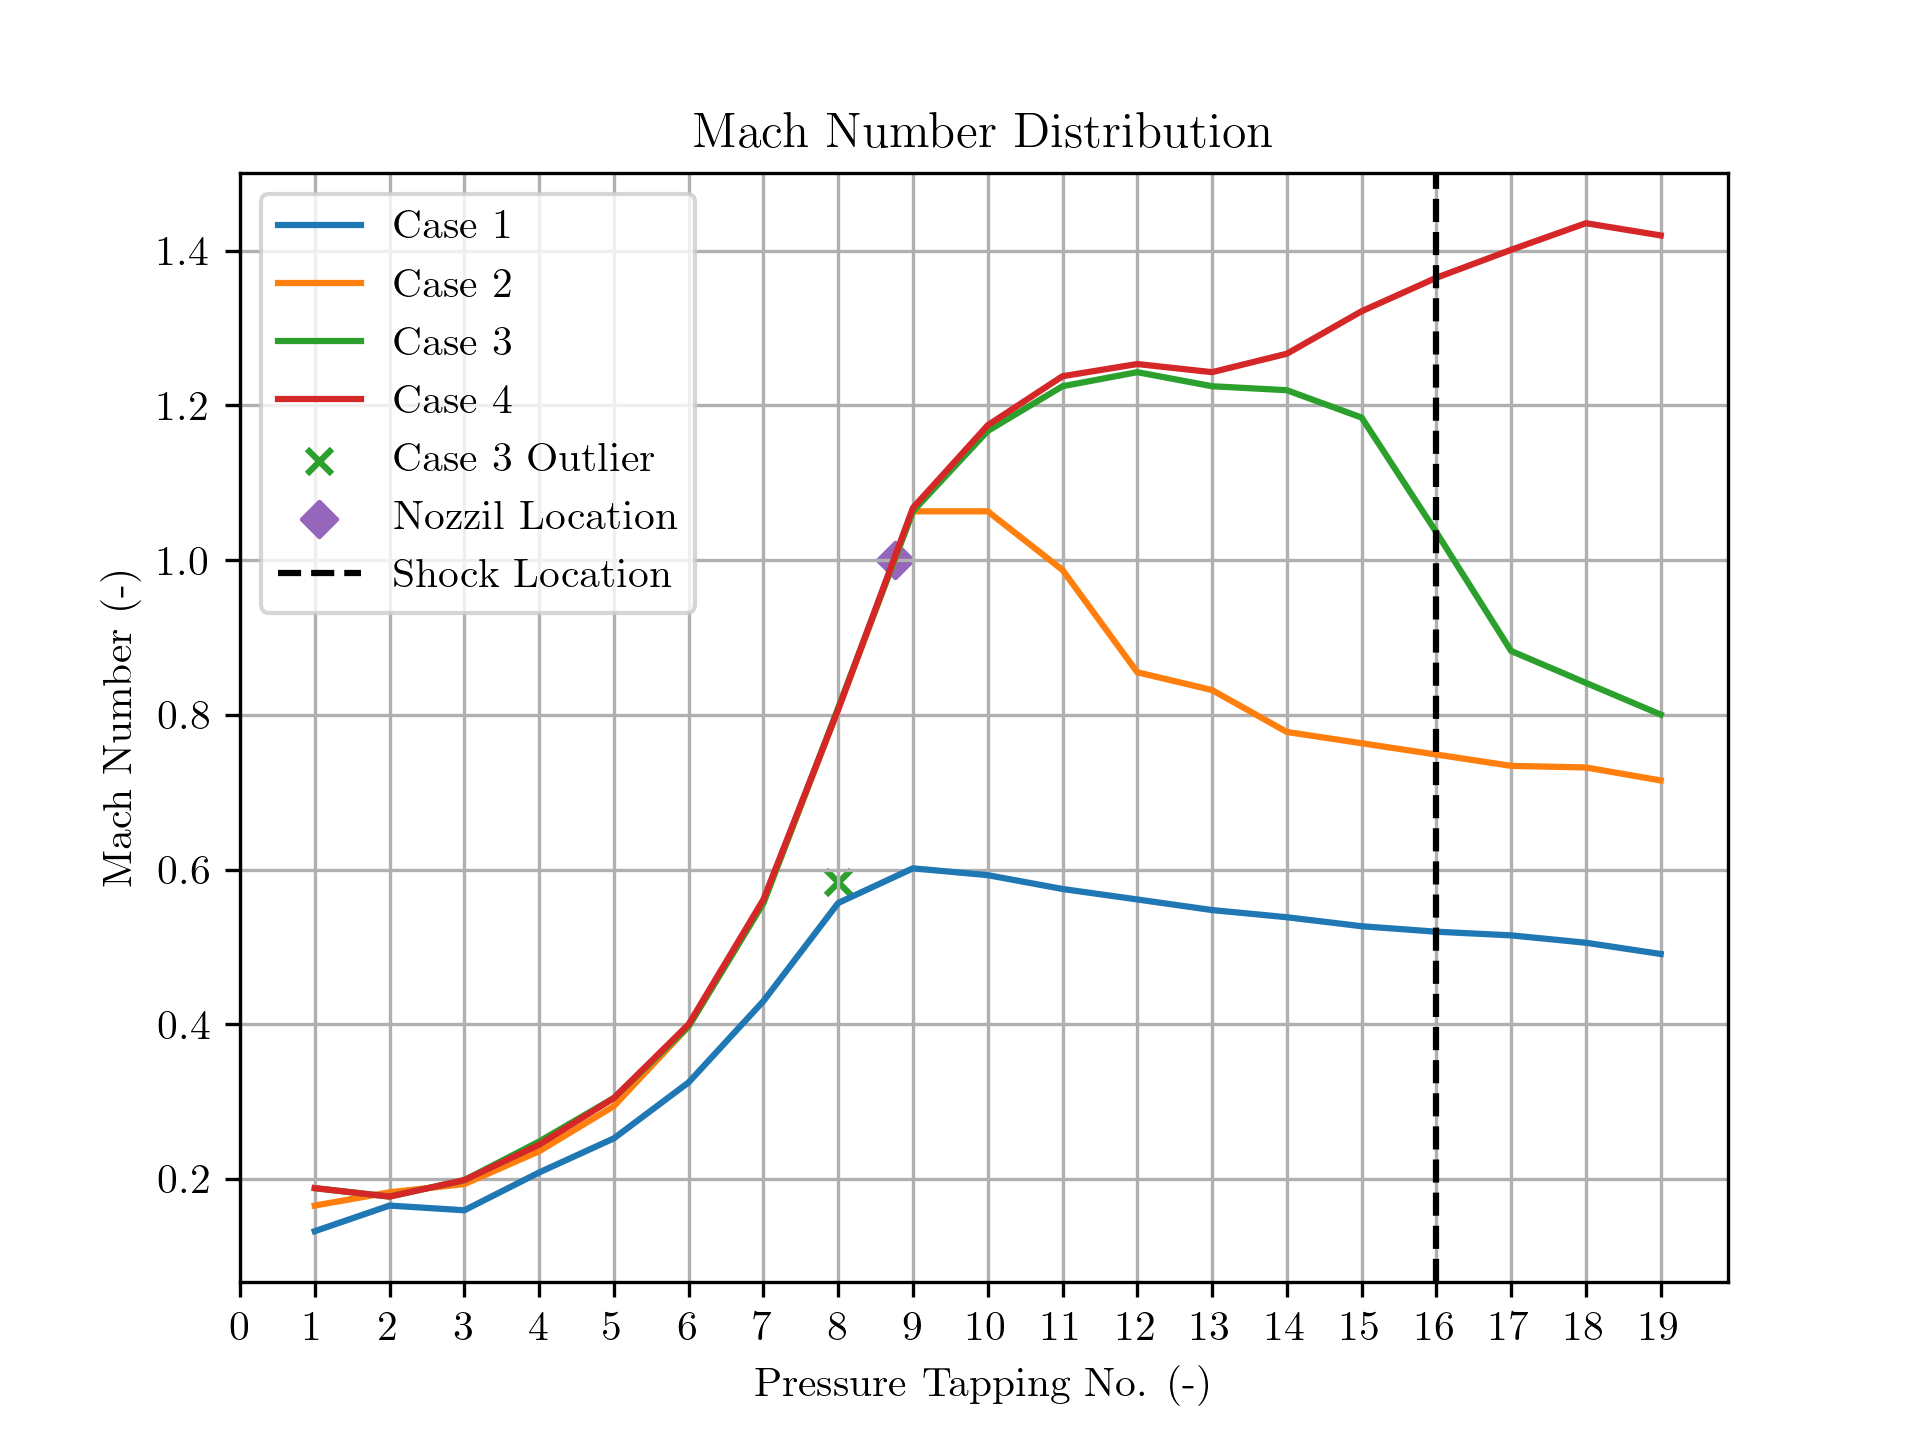 Mach Number Distribution
Case 1
Case 2
Case 3
Case 4
Case 3 Outlier
Nozzil Location
Shock Location
Mach Number (-)
1.4
1.2
1.0
0.8
0.6
0.4
0.2
0 1 2 3 4 5 6 7 8 9 10 11 12 13 14 15 16 17 18 19
Pressure Tapping No. (-)